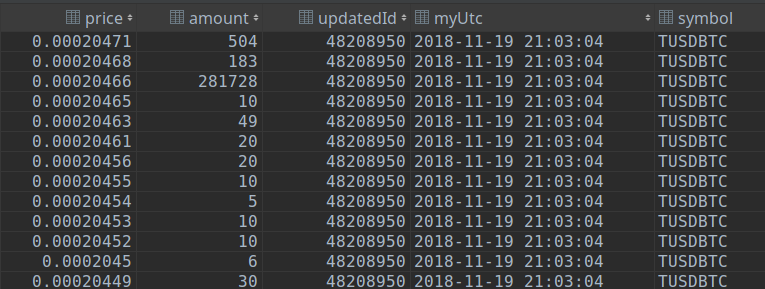 price amount updatedId myUtc symbol
0.00020471 504 48208950 2018-11-19 21:03:04 TUSDBTC
0.00020468 183 48208950 2018-11-19 21:03:04 TUSDBTC
0.00020466 281728 48208950 2018-11-19 21:03:04 TUSDBTC
0.00020465 10 48208950 2018-11-19 21:03:04 TUSDBTC
0.00020463 49 48208950 2018-11-19 21:03:04 TUSDBTC
0.00020461 20 48208950 2018-11-19 21:03:04 TUSDBTC
0.00020456 20 48208950 2018-11-19 21:03:04 TUSDBTC
0.00020455 10 48208950 2018-11-19 21:03:04 TUSDBTC
0.00020454 5 48208950 2018-11-19 21:03:04 TUSDBTC
0.00020453 10 48208950 2018-11-19 21:03:04 TUSDBTC
0.00020452 10 48208950 2018-11-19 21:03:04 TUSDBTC
0.0002045 6 48208950 2018-11-19 21:03:04 TUSDBTC
0.00020449 30 48208950 2018-11-19 21:03:04 TUSDBTC